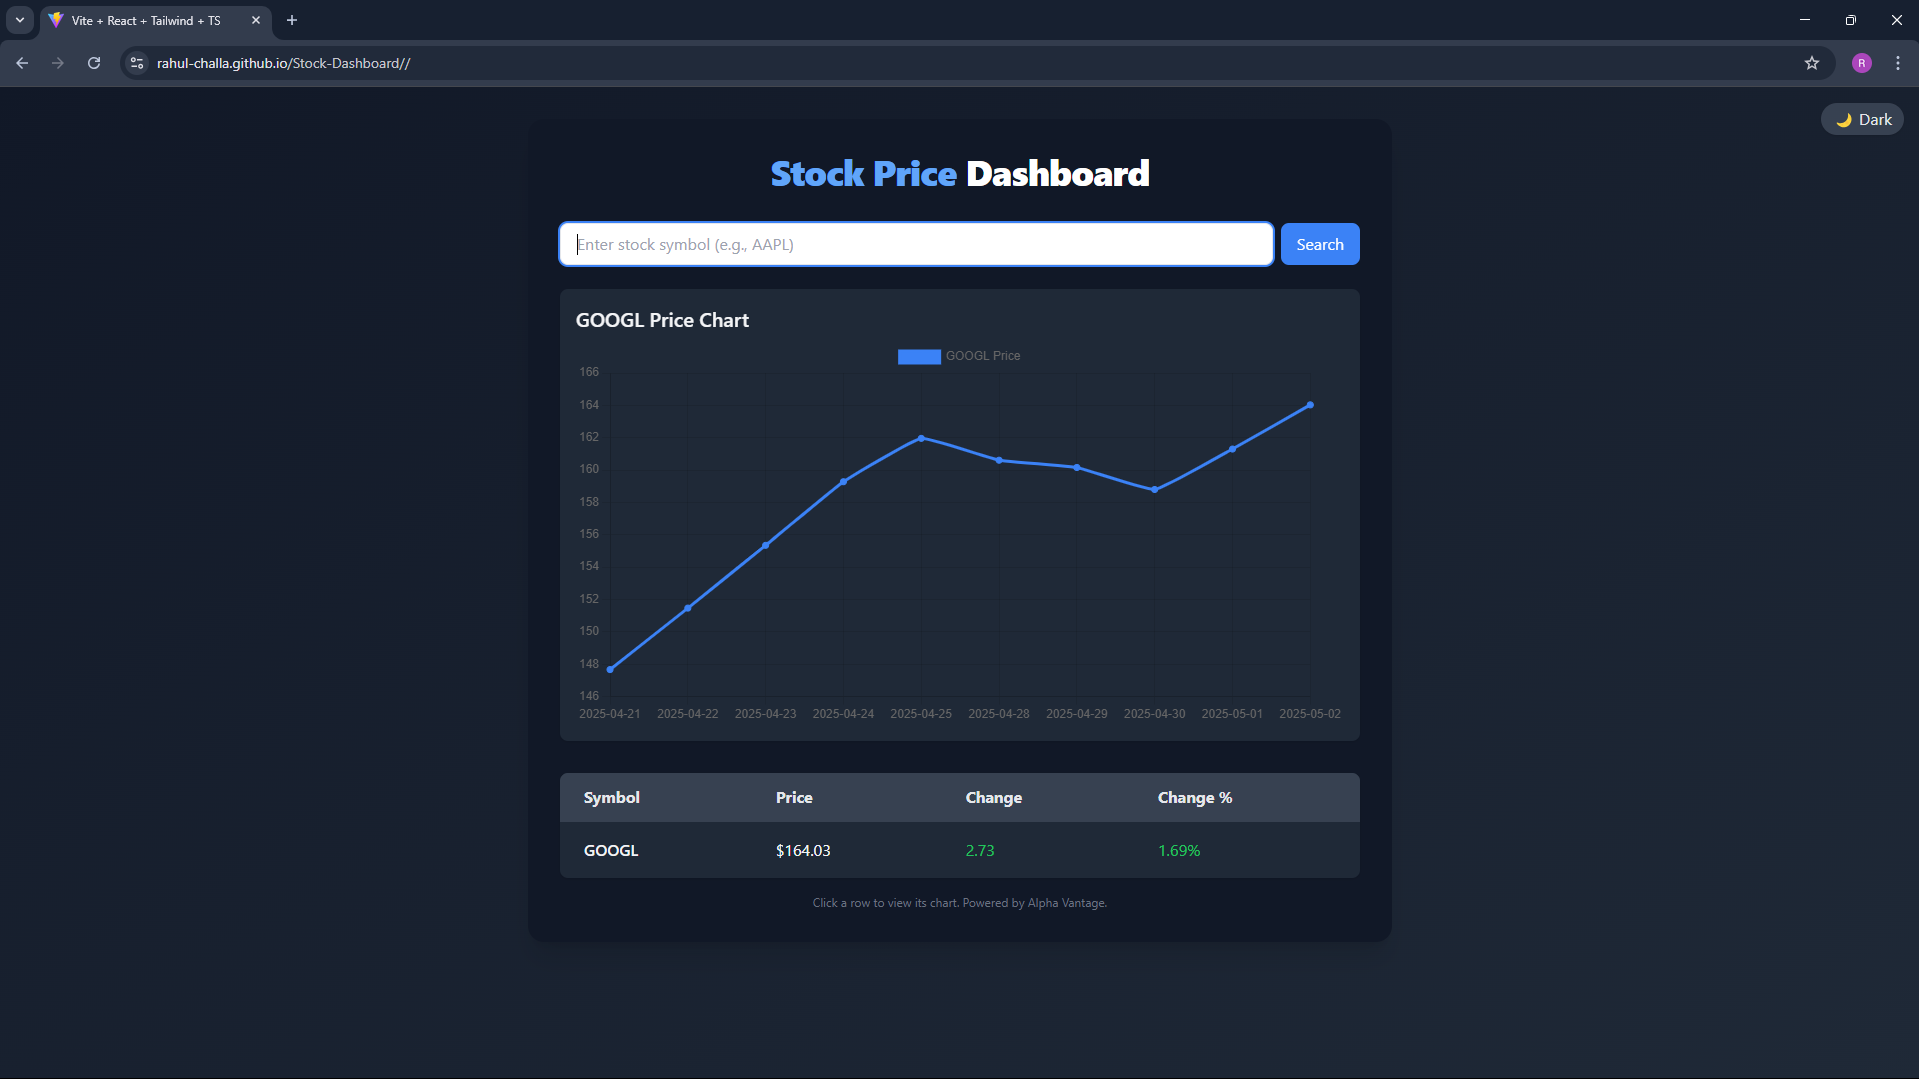 Vite + React + Tailwind + TS
rahul-challa.github.io/Stock-Dashboard//
R
🌙 Dark
Stock Price Dashboard
Enter stock symbol (e.g., AAPL)
Search
GOOGL Price Chart
GOOGL Price
166
164
162
160
158
156
154
152
150
148
146
2025-04-21 2025-04-22 2025-04-23 2025-04-24 2025-04-25 2025-04-28 2025-04-29 2025-04-30 2025-05-01 2025-05-02
Symbol Price Change Change %
GOOGL $164.03 2.73 1.69%
Click a row to view its chart. Powered by Alpha Vantage.